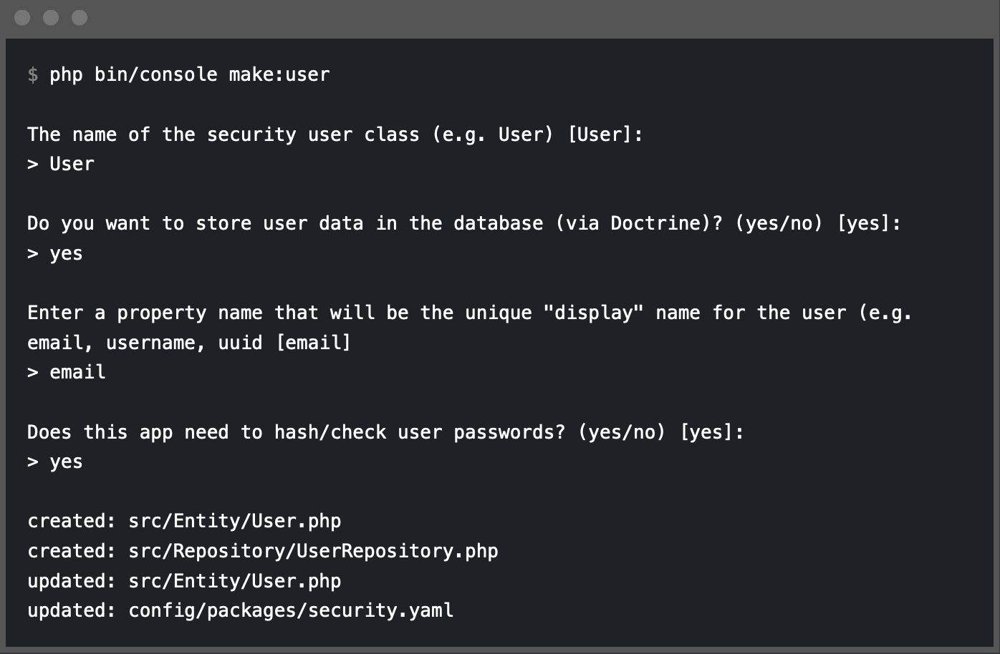 $ php bin/console make:user
The name of the security user class (e.g. User) [User]:
> User
Do you want to store user data in the database (via Doctrine)? (yes/no) [yes]:
> yes
Enter a property name that will be the unique "display" name for the user (e.g.
email, username, uuid [email]
> email
Does this app need to hash/check user passwords? (yes/no) [yes]:
> yes
created: src/Entity/User.php
created: src/Repository/UserRepository.php
updated: src/Entity/User.php
updated: config/packages/security.yaml